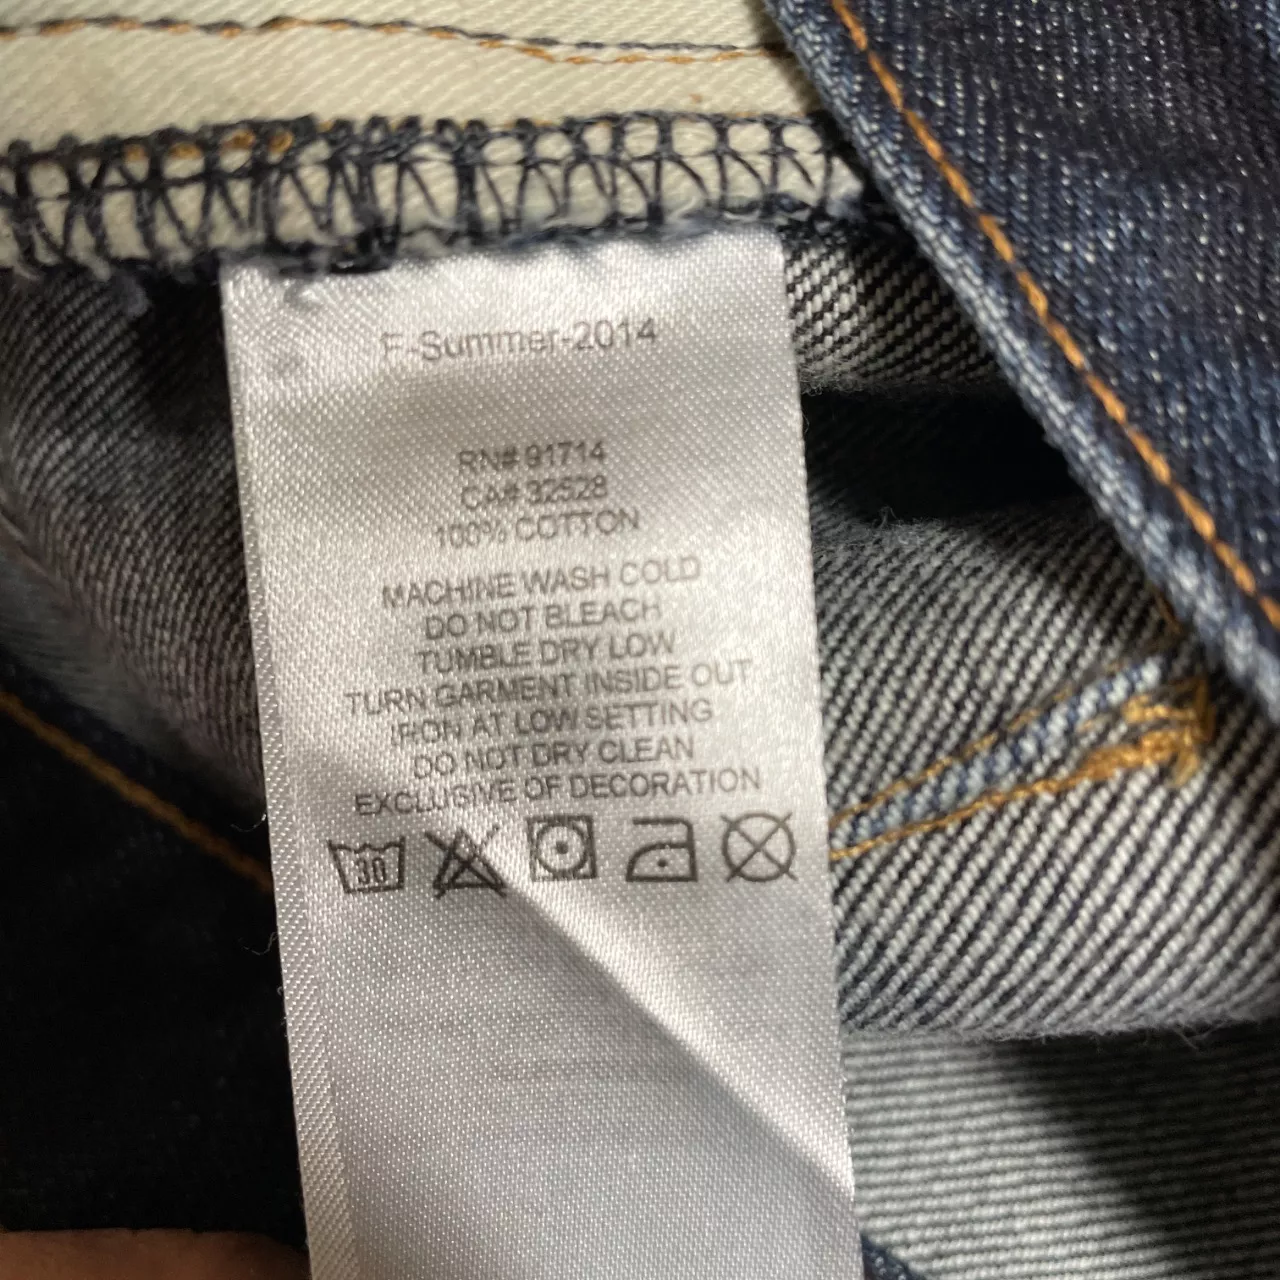 F-Summer-2014
RN# 91714
CA# 32528
100% COTTON
MACHINE WASH COLD
DO NOT BLEACH
TUMBLE DRY LOW
TURN GARMENT INSIDE OUT
IRON AT LOW SETTING
DO NOT DRY CLEAN
EXCLUSIVE OF DECORATION
30